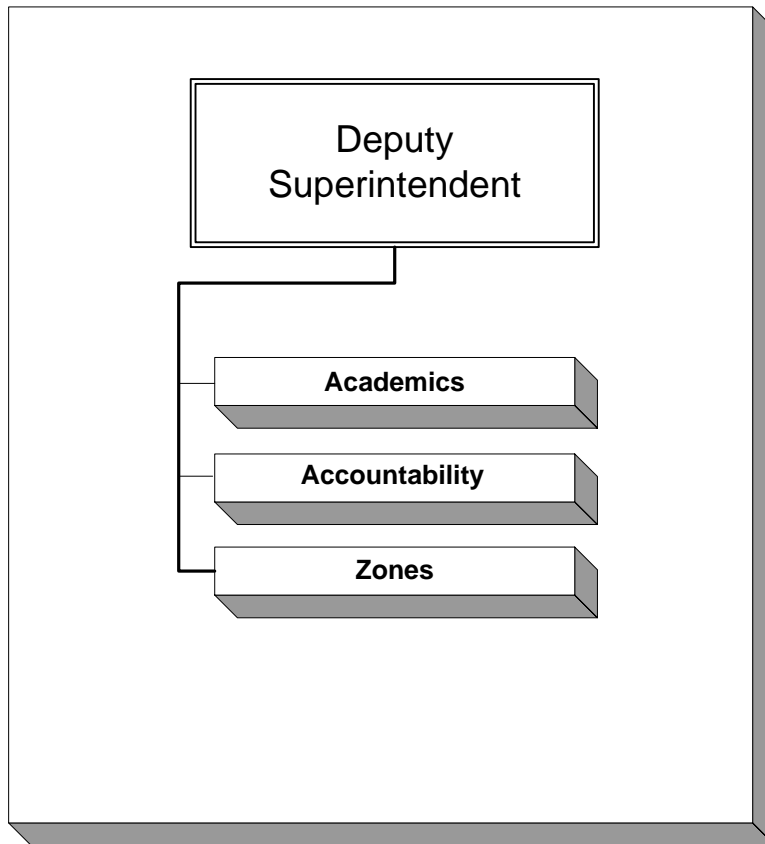 Deputy
Superintendent
Academics
Accountability
Zones